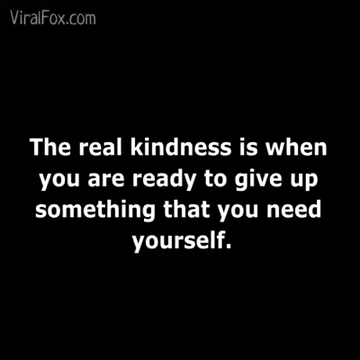 ViralFox.com
The real kindness is when
you are ready to give up
something that you need
yourself.